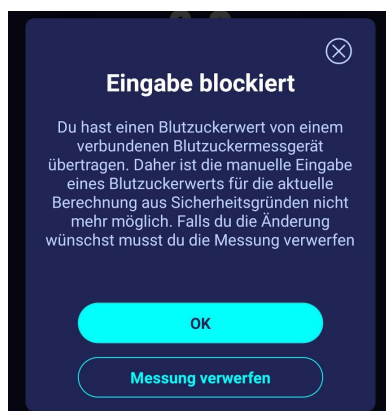 Eingabe blockiert
Du hast einen Blutzuckerwert von einem
verbundenen Blutzuckermessgerät
übertragen. Daher ist die manuelle Eingabe
eines Blutzuckerwerts für die aktuelle
Berechnung aus Sicherheitsgründen nicht
mehr möglich. Falls du die Änderung
wünschst musst du die Messung verwerfen
OK
Messung verwerfen